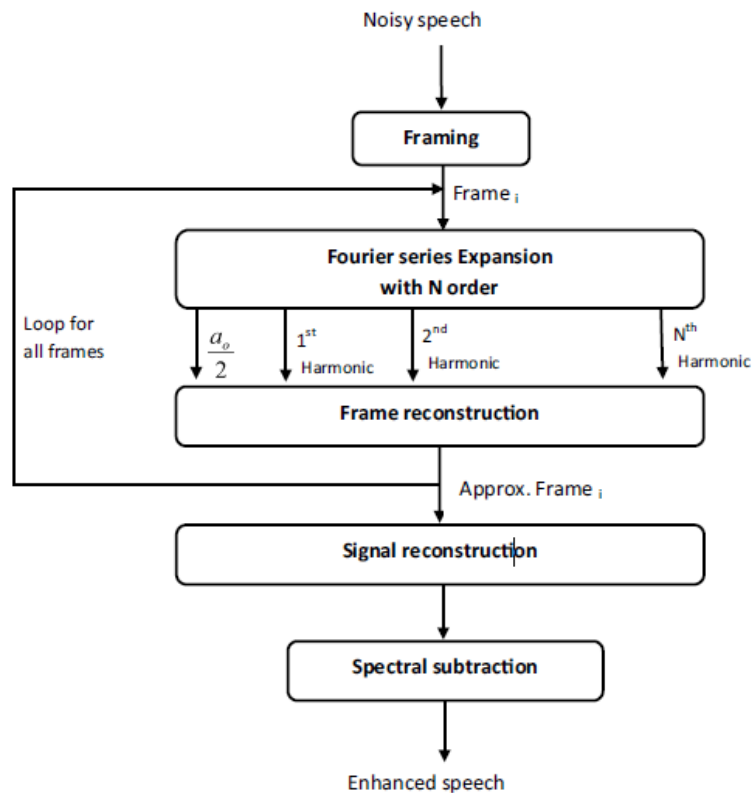 Noisy speech
Framing
Frame i
Fourier series Expansion
with N order
Loop for
all frames
a_o/2
1st
Harmonic
2nd
Harmonic
Nth
Harmonic
Frame reconstruction
Approx. Frame i
Signal reconstruction
Spectral subtraction
Enhanced speech